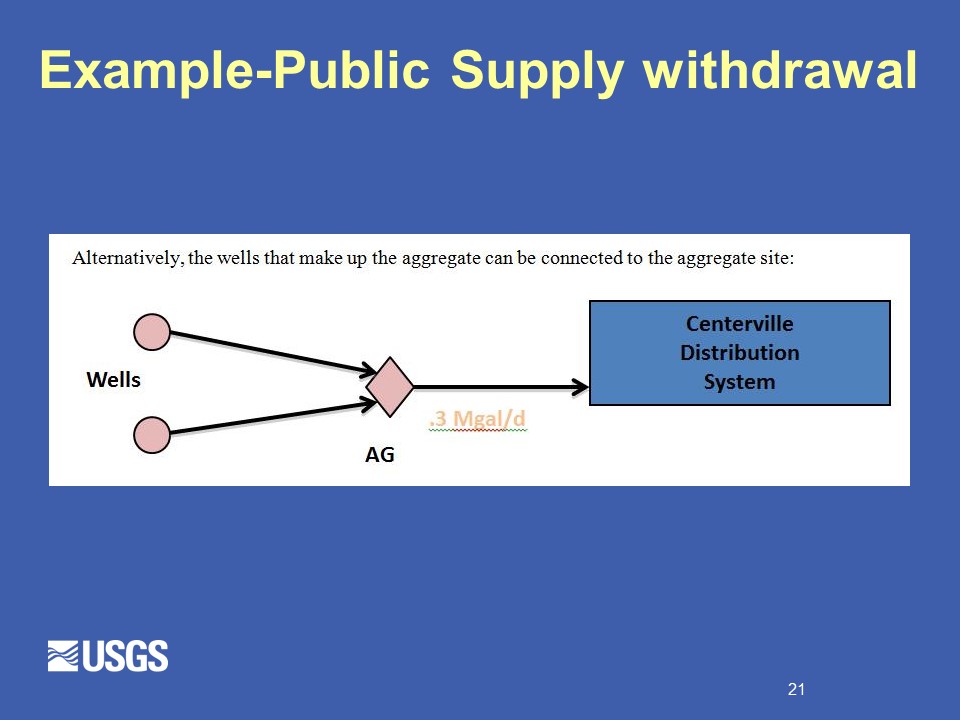 Example-Public Supply withdrawal
Alternatively, the wells that make up the aggregate can be connected to the aggregate site:
Centerville
Distribution
System
Wells
.3 Mgal/d
AG
USGS
21